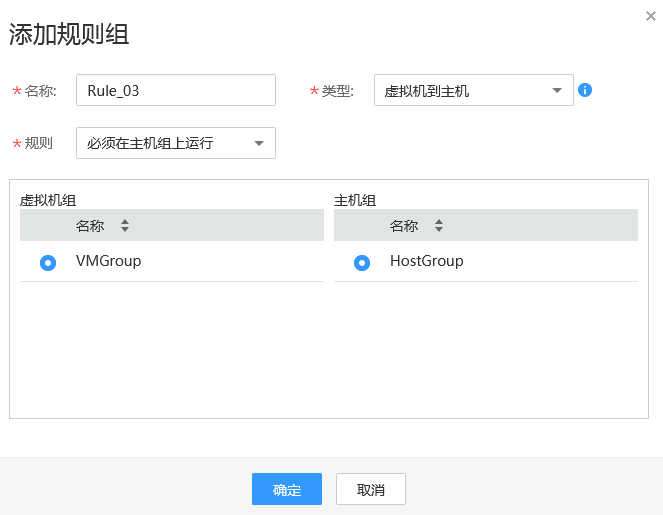 添加规则组
* 名称: Rule_03 * 类型: 虚拟机到主机
* 规则 必须在主机组上运行
虚拟机组 主机组
名称 名称
VMGroup HostGroup
确定 取消